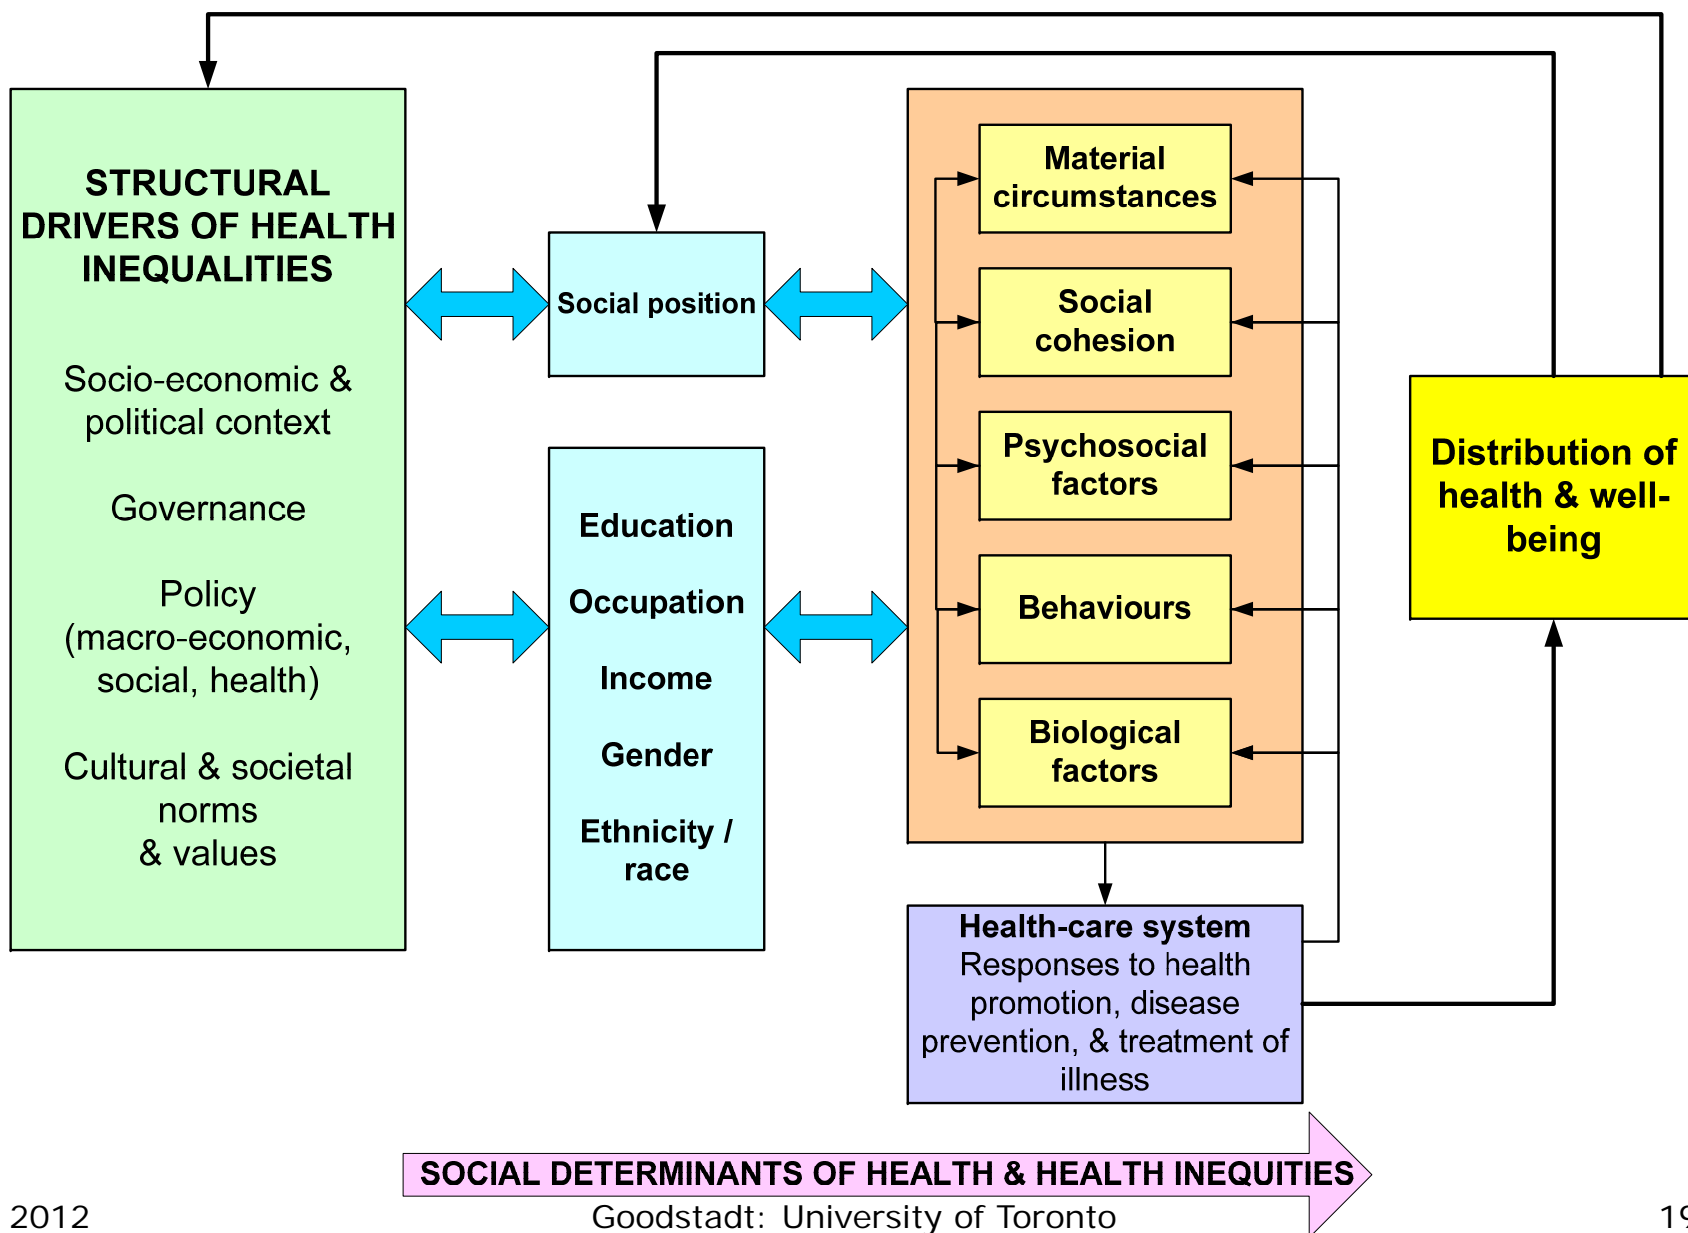 STRUCTURAL
DRIVERS OF HEALTH
INEQUALITIES
Socio-economic &
political context
Governance
Policy
(macro-economic,
social, health)
Cultural & societal
norms
& values
Social position
Education
Occupation
Income
Gender
Ethnicity /
race
Material
circumstances
Social
cohesion
Psychosocial
factors
Behaviours
Biological
factors
Health-care system
Responses to health
promotion, disease
prevention, & treatment of
illness
Distribution of
health & well-
being
SOCIAL DETERMINANTS OF HEALTH & HEALTH INEQUITIES
2012
Goodstadt: University of Toronto
19